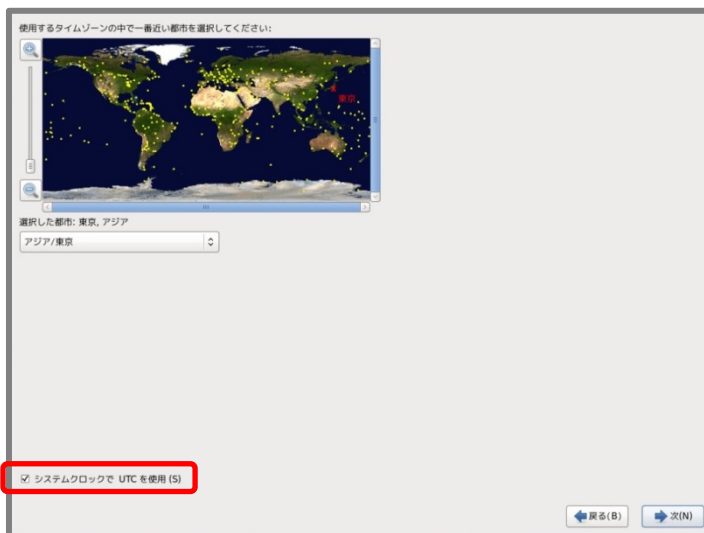 使用するタイムゾーンの中で一番近い都市を選択してください:
東京
選択した都市: 東京, アジア
アジア/東京
システムクロックで UTC を使用 (S)
戻る(B)
次(N)